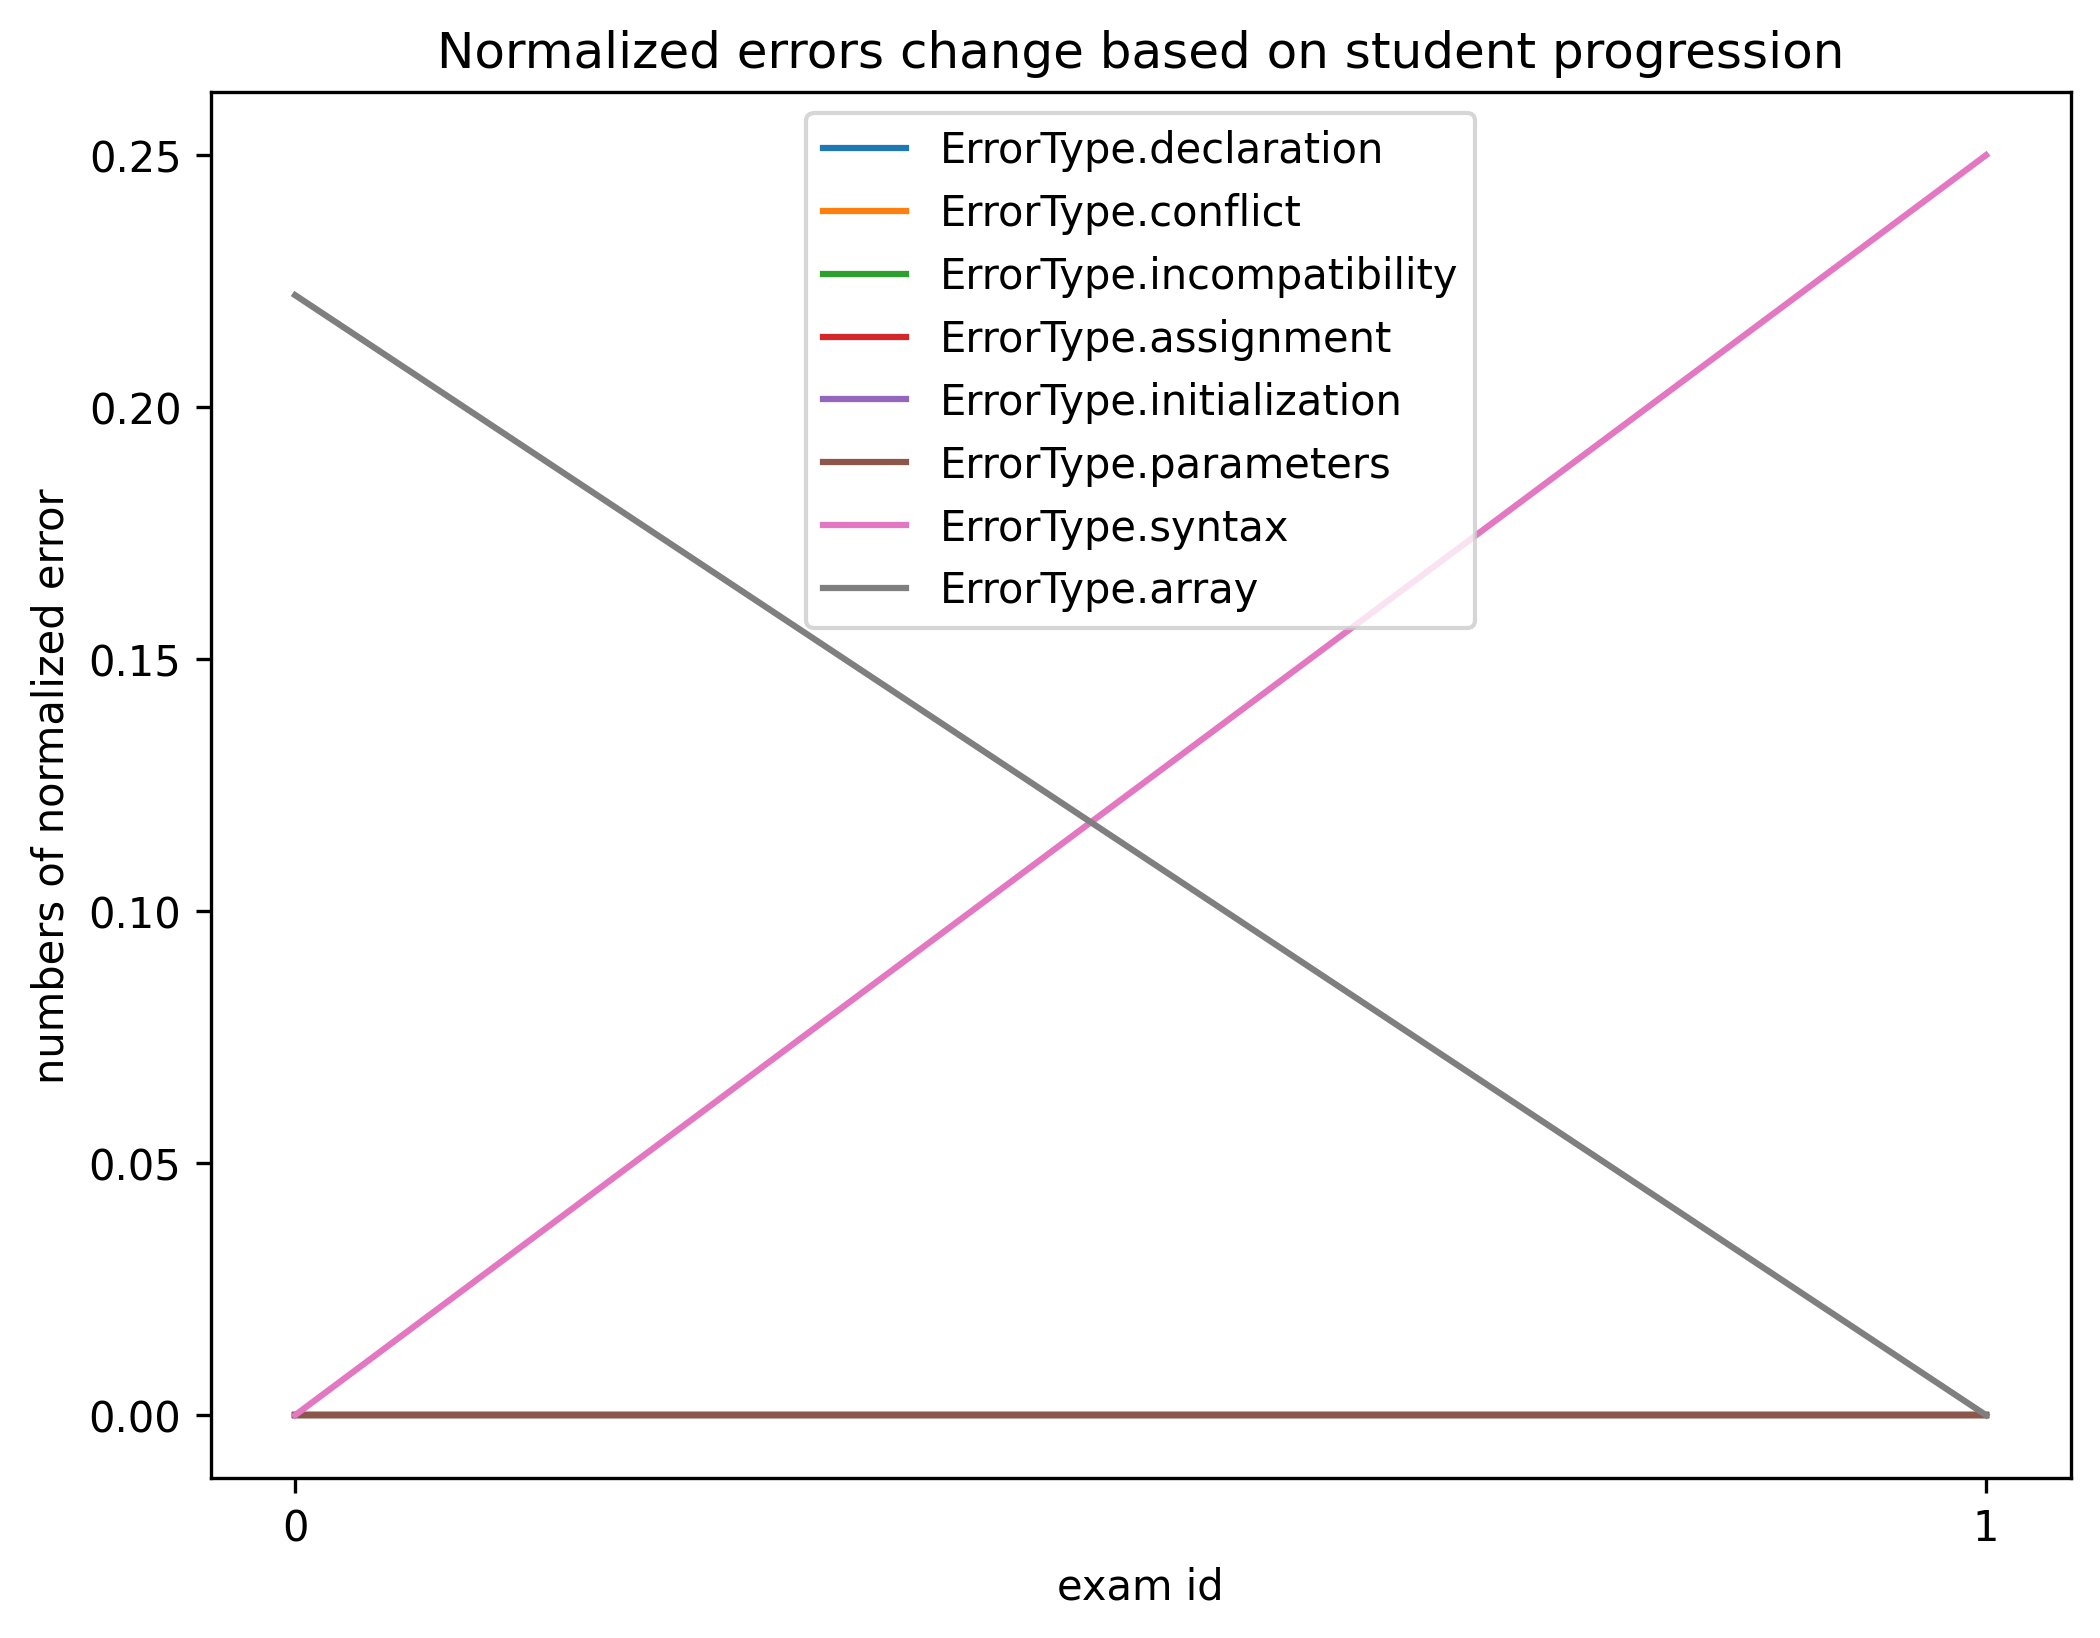 Normalized errors change based on student progression
ErrorType.declaration
ErrorType.conflict
ErrorType.incompatibility
ErrorType.assignment
ErrorType.initialization
ErrorType.parameters
ErrorType.syntax
ErrorType.array
numbers of normalized error
0.25
0.20
0.15
0.10
0.05
0.00
0
1
exam id